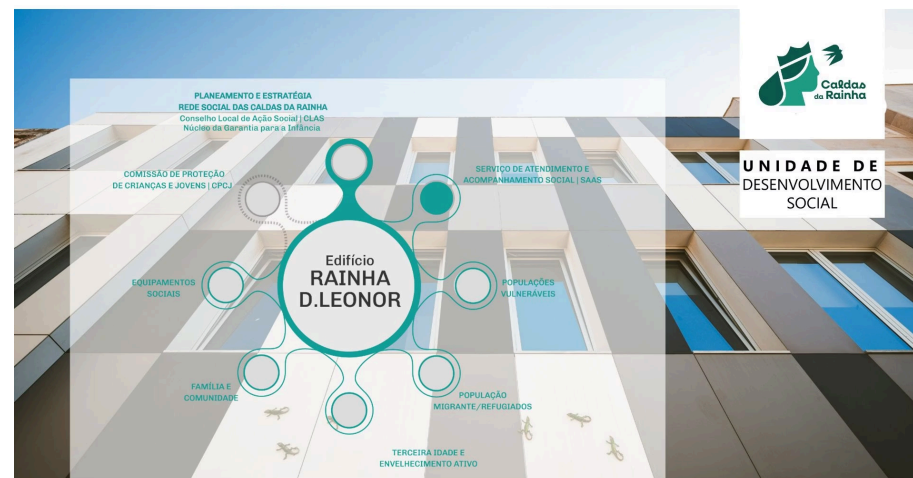 PLANEAMENTO E ESTRATÉGIA
REDE SOCIAL DAS CALDAS DA RAINHA
Conselho Local de Ação Social | CLAS
Núcleo da Garantia para a Infância
COMISSÃO DE PROTEÇÃO
DE CRIANÇAS E JOVENS | CPCJ
SERVIÇO DE ATENDIMENTO E
ACOMPANHAMENTO SOCIAL | SAAS
Edifício
RAINHA
D.LEONOR
EQUIPAMENTOS
SOCIAIS
POPULAÇÕES
VULNERÁVEIS
FAMÍLIA E
COMUNIDADE
POPULAÇÃO
MIGRANTE/REFUGIADOS
TERCEIRA IDADE E
ENVELHECIMENTO ATIVO
Caldas
da Rainha
UNIDADE DE
DESENVOLVIMENTO
SOCIAL